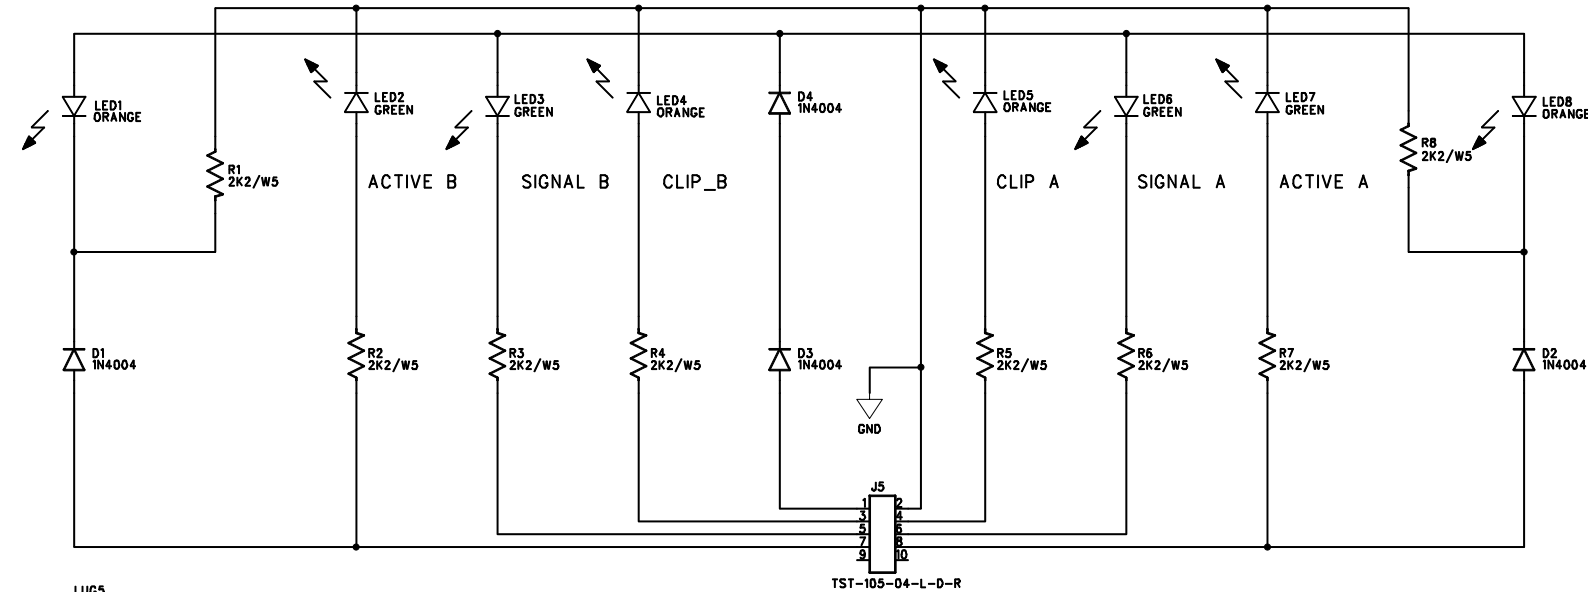 LED1
ORANGE
LED2
GREEN
LED3
GREEN
LED4
ORANGE
D4
1N4004
LED5
ORANGE
LED6
GREEN
LED7
GREEN
LED8
ORANGE
R1
2K2/W5
R8
2K2/W5
ACTIVE B
SIGNAL B
CLIP_B
CLIP A
SIGNAL A
ACTIVE A
D1
1N4004
R2
2K2/W5
R3
2K2/W5
R4
2K2/W5
D3
1N4004
R5
2K2/W5
R6
2K2/W5
R7
2K2/W5
D2
1N4004
GND
J5
1 2
3 4
5 6
7 8
9 10
TST-105-04-L-D-R
LUG5